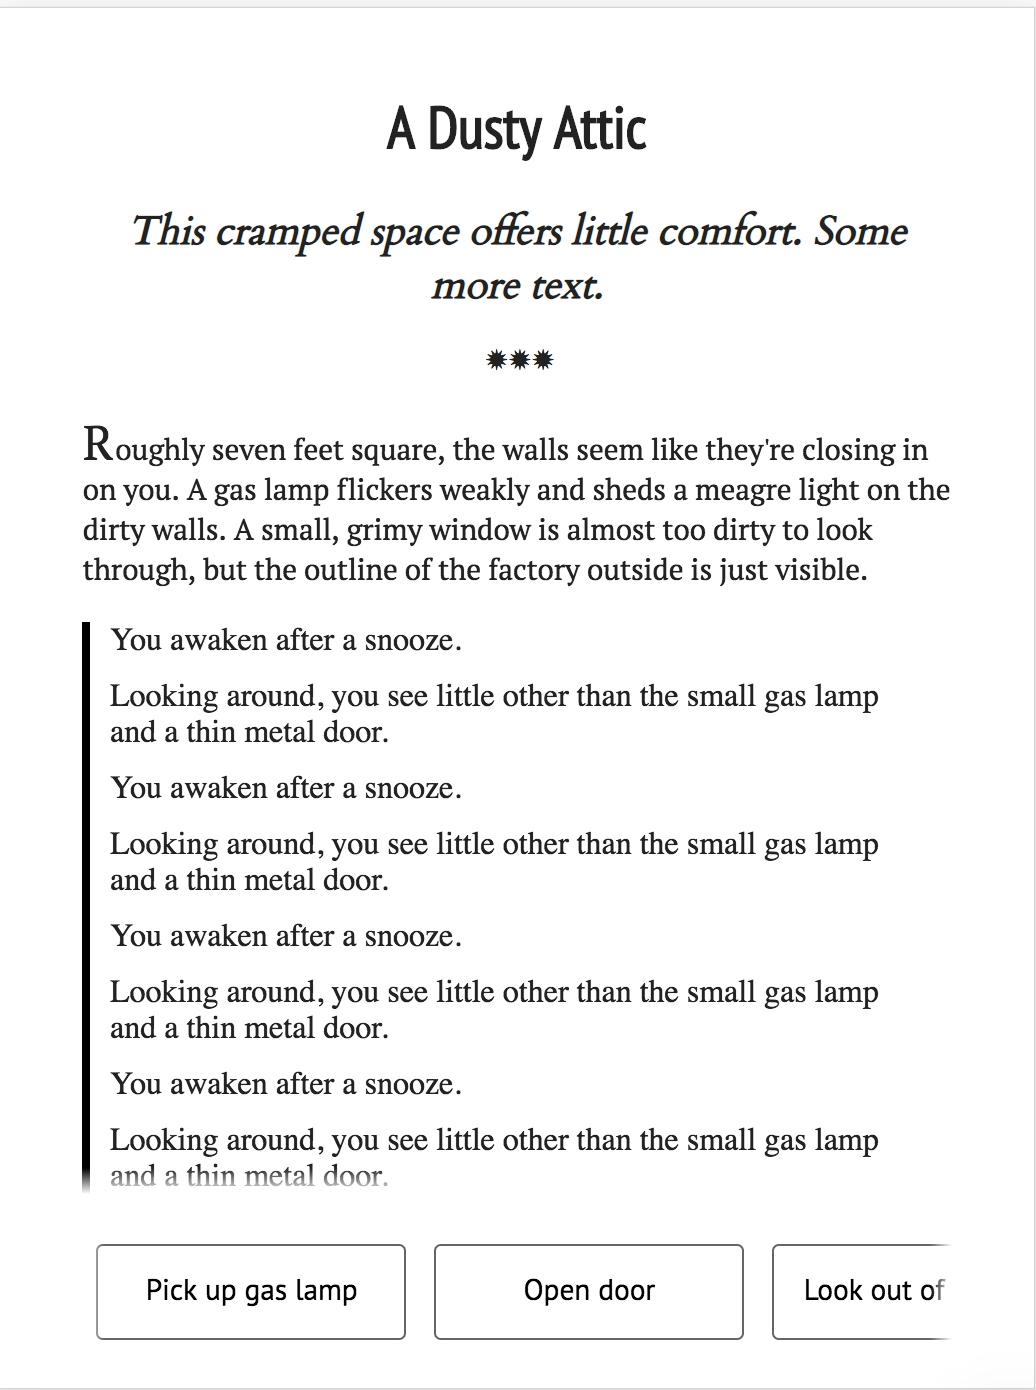 A Dusty Attic
This cramped space offers little comfort. Some
more text.
✹✹✹
Roughly seven feet square, the walls seem like they're closing in
on you. A gas lamp flickers weakly and sheds a meagre light on the
dirty walls. A small, grimy window is almost too dirty to look
through, but the outline of the factory outside is just visible.
You awaken after a snooze.
Looking around, you see little other than the small gas lamp
and a thin metal door.
You awaken after a snooze.
Looking around, you see little other than the small gas lamp
and a thin metal door.
You awaken after a snooze.
Looking around, you see little other than the small gas lamp
and a thin metal door.
You awaken after a snooze.
Looking around, you see little other than the small gas lamp
and a thin metal door.
Pick up gas lamp
Open door
Look out of